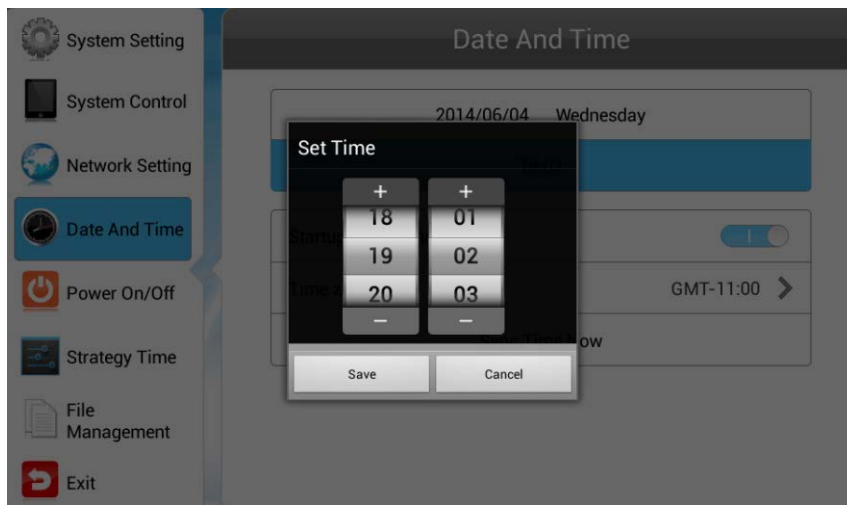 System Setting
System Control
Network Setting
Date And Time
Power On/Off
Strategy Time
File
Management
Exit
Date And Time
2014/06/04 Wednesday
Set Time
+ +
18 01
19 02
20 03
− −
Save Cancel
GMT-11:00
Now